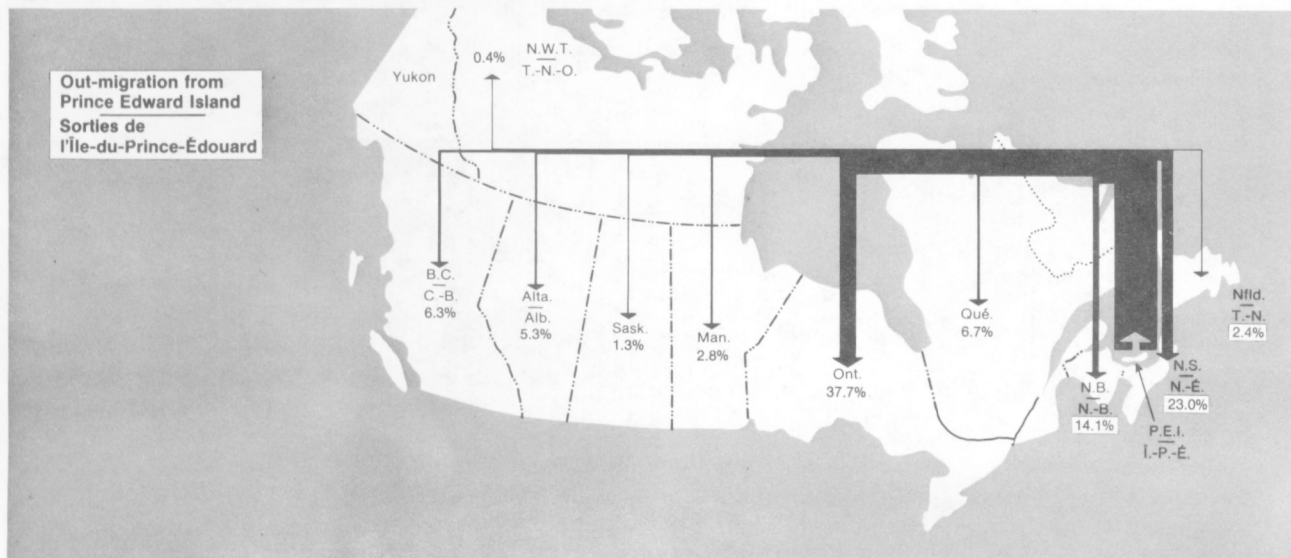 Out-migration from
Prince Edward Island
Sorties de
l'Île-du-Prince-Édouard
Yukon
0.4%
N.W.T.
T.-N.-O.
B.C.
C.-B.
6.3%
Alta.
Alb.
5.3%
Sask.
1.3%
Man.
2.8%
Ont.
37.7%
Qué.
6.7%
N.B.
N.-B.
14.1%
P.E.I.
Î.-P.-É.
N.S.
N.-É.
23.0%
Nfld.
T.-N.
2.4%